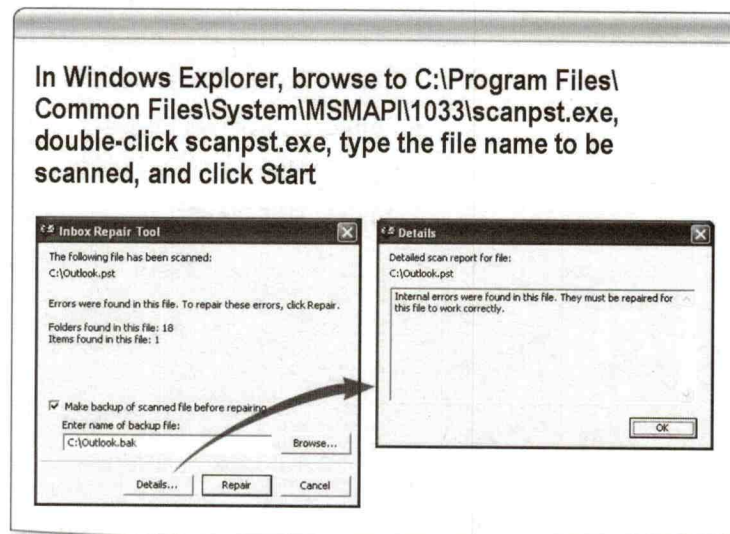 In Windows Explorer, browse to C:\Program Files\
Common Files\System\MSMAPI\1033\scanpst.exe,
double-click scanpst.exe, type the file name to be
scanned, and click Start
Inbox Repair Tool
The following file has been scanned:
C:\Outlook.pst
Errors were found in this file. To repair these errors, click Repair.
Folders found in this file: 18
Items found in this file: 1
Make backup of scanned file before repairing
Enter name of backup file:
C:\Outlook.bak
Browse...
Details...
Repair
Cancel
Details
Detailed scan report for file:
C:\Outlook.pst
Internal errors were found in this file. They must be repaired for
this file to work correctly.
OK